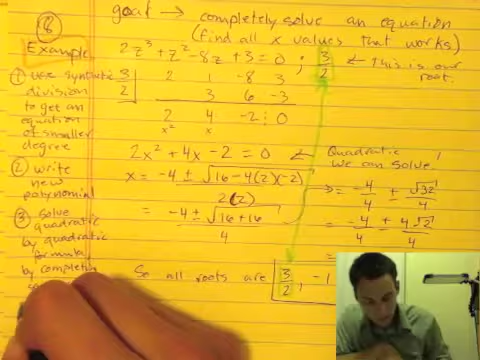 ⑧
goal → completely solve an equation
(find all x values that works)
Example
2z³ + z² - 8z + 3 = 0 ; 3/2 ← This is our root.
① use synthetic
division
to get an
equation
of smaller
degree
3/2 | 2 1 -8 3
3 6 -3
2 4 -2 : 0
x² x
2x² + 4x - 2 = 0 ← Quadratic!
we can solve.
② write
new
polynomial
x = -4 ± √16 - 4(2)(-2)
2(2)
= -4 ± √16 + 16
4
⇒ = -4/4 ± √32/4
= -4/4 ± 4√2/4
=
③ solve
quadratic
by quadratic
formula
by
So all roots are 3/2, -1